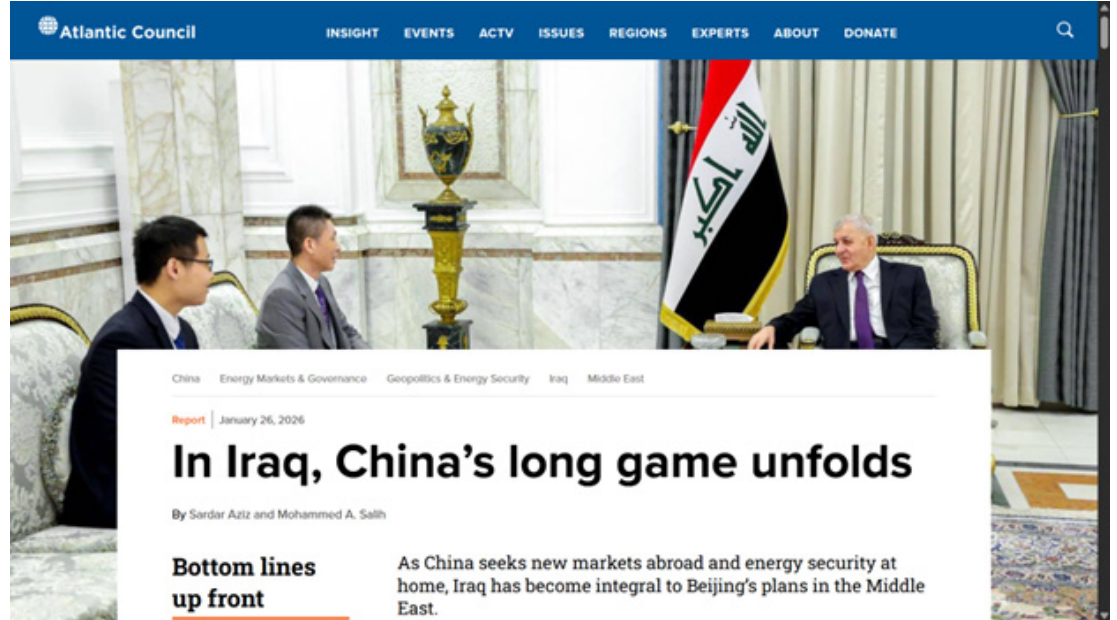 Atlantic Council
INSIGHT EVENTS ACTV ISSUES REGIONS EXPERTS ABOUT DONATE
الله أكبر
China Energy Markets & Governance Geopolitics & Energy Security Iraq Middle East
Report | January 26, 2026
In Iraq, China’s long game unfolds
By Sardar Aziz and Mohammed A. Salih
Bottom lines
up front
As China seeks new markets abroad and energy security at
home, Iraq has become integral to Beijing’s plans in the Middle
East.